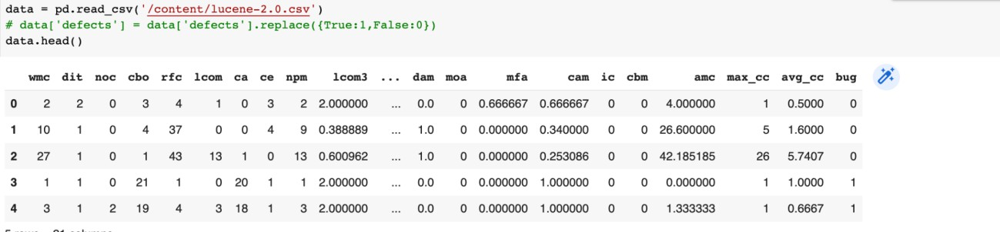 data = pd.read_csv('/content/lucene-2.0.csv')
# data['defects'] = data['defects'].replace({True:1,False:0})
data.head()
wmc dit noc cbo rfc lcom ca ce npm lcom3 ... dam moa mfa cam ic cbm amc max_cc avg_cc bug
0 2 2 0 3 4 1 0 3 2 2.000000 ... 0.0 0 0.666667 0.666667 0 0 4.000000 1 0.5000 0
1 10 1 0 4 37 0 0 4 9 0.388889 ... 1.0 0 0.000000 0.340000 0 0 26.600000 5 1.6000 0
2 27 1 0 1 43 13 1 0 13 0.600962 ... 1.0 0 0.000000 0.253086 0 0 42.185185 26 5.7407 0
3 1 1 0 21 1 0 20 1 1 2.000000 ... 0.0 0 0.000000 1.000000 0 0 0.000000 1 1.0000 1
4 3 1 2 19 4 3 18 1 3 2.000000 ... 0.0 0 0.000000 1.000000 0 0 1.333333 1 0.6667 1